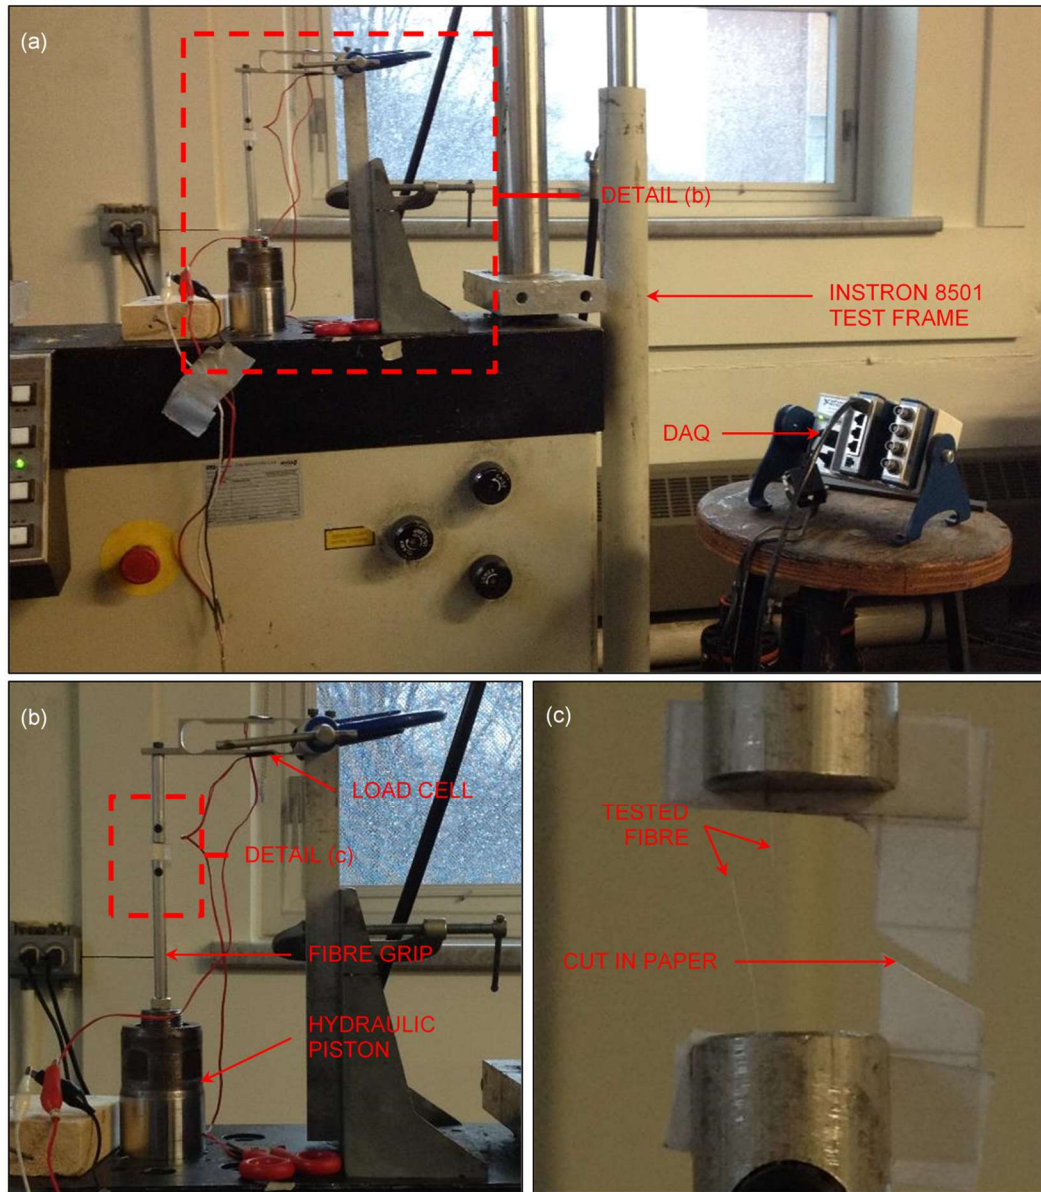 (a)
DETAIL (b)
INSTRON 8501
TEST FRAME
DAQ
(b)
LOAD CELL
DETAIL (c)
FIBRE GRIP
HYDRAULIC
PISTON
(c)
TESTED
FIBRE
CUT IN PAPER